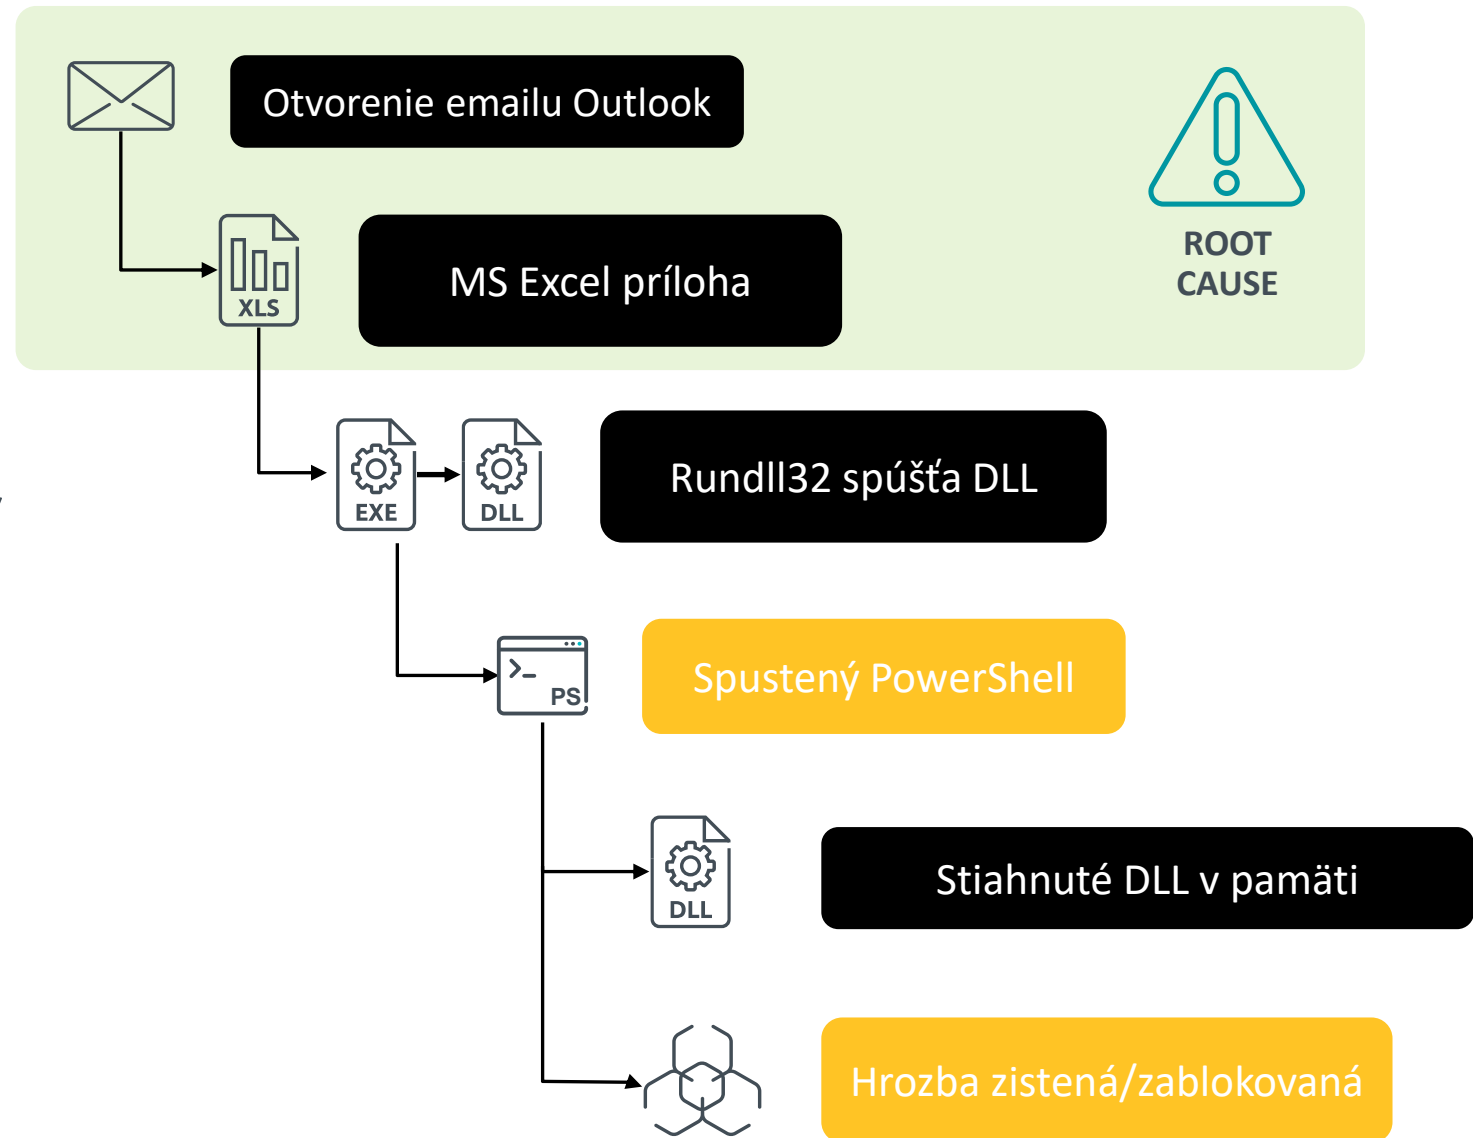 Otvorenie emailu Outlook
ROOT
CAUSE
XLS
MS Excel príloha
EXE
DLL
Rundll32 spúšťa DLL
>_
PS
Spustený PowerShell
DLL
Stiahnuté DLL v pamäti
Hrozba zistená/zablokovaná